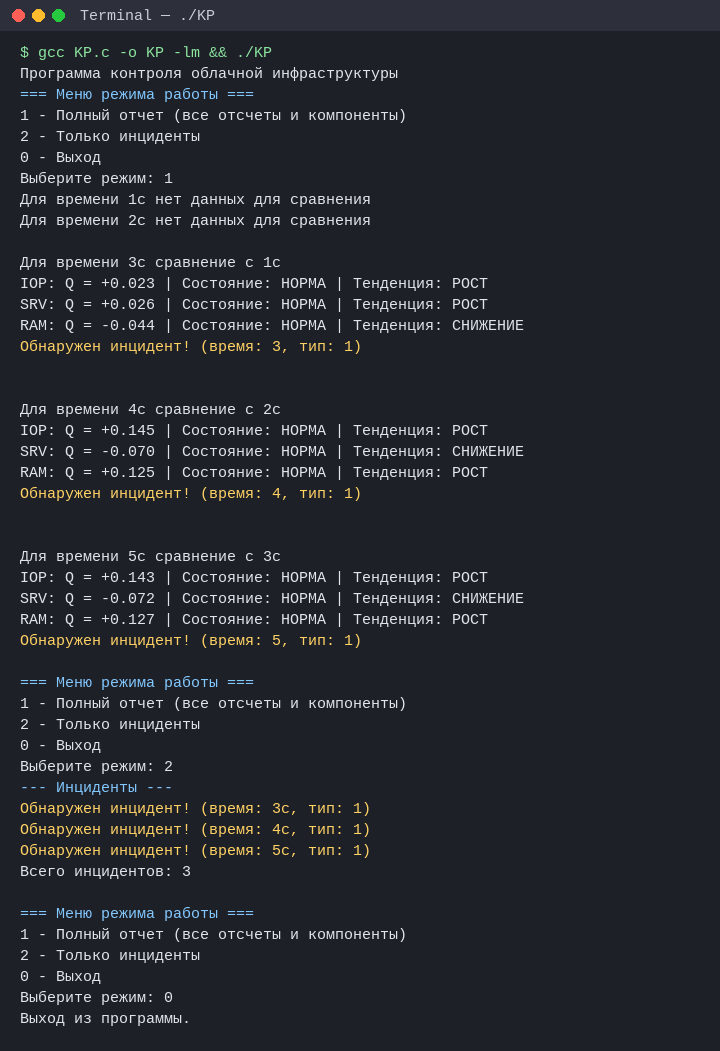 Terminal — ./KP
$ gcc KP.c -o KP -lm && ./KP
Программа контроля облачной инфраструктуры
=== Меню режима работы ===
1 - Полный отчет (все отсчеты и компоненты)
2 - Только инциденты
0 - Выход
Выберите режим: 1
Для времени 1с нет данных для сравнения
Для времени 2с нет данных для сравнения
Для времени 3с сравнение с 1с
IOP: Q = +0.023 | Состояние: НОРМА | Тенденция: РОСТ
SRV: Q = +0.026 | Состояние: НОРМА | Тенденция: РОСТ
RAM: Q = -0.044 | Состояние: НОРМА | Тенденция: СНИЖЕНИЕ
Обнаружен инцидент! (время: 3, тип: 1)
Для времени 4с сравнение с 2с
IOP: Q = +0.145 | Состояние: НОРМА | Тенденция: РОСТ
SRV: Q = -0.070 | Состояние: НОРМА | Тенденция: СНИЖЕНИЕ
RAM: Q = +0.125 | Состояние: НОРМА | Тенденция: РОСТ
Обнаружен инцидент! (время: 4, тип: 1)
Для времени 5с сравнение с 3с
IOP: Q = +0.143 | Состояние: НОРМА | Тенденция: РОСТ
SRV: Q = -0.072 | Состояние: НОРМА | Тенденция: СНИЖЕНИЕ
RAM: Q = +0.127 | Состояние: НОРМА | Тенденция: РОСТ
Обнаружен инцидент! (время: 5, тип: 1)
=== Меню режима работы ===
1 - Полный отчет (все отсчеты и компоненты)
2 - Только инциденты
0 - Выход
Выберите режим: 2
--- Инциденты ---
Обнаружен инцидент! (время: 3с, тип: 1)
Обнаружен инцидент! (время: 4с, тип: 1)
Обнаружен инцидент! (время: 5с, тип: 1)
Всего инцидентов: 3
=== Меню режима работы ===
1 - Полный отчет (все отсчеты и компоненты)
2 - Только инциденты
0 - Выход
Выберите режим: 0
Выход из программы.